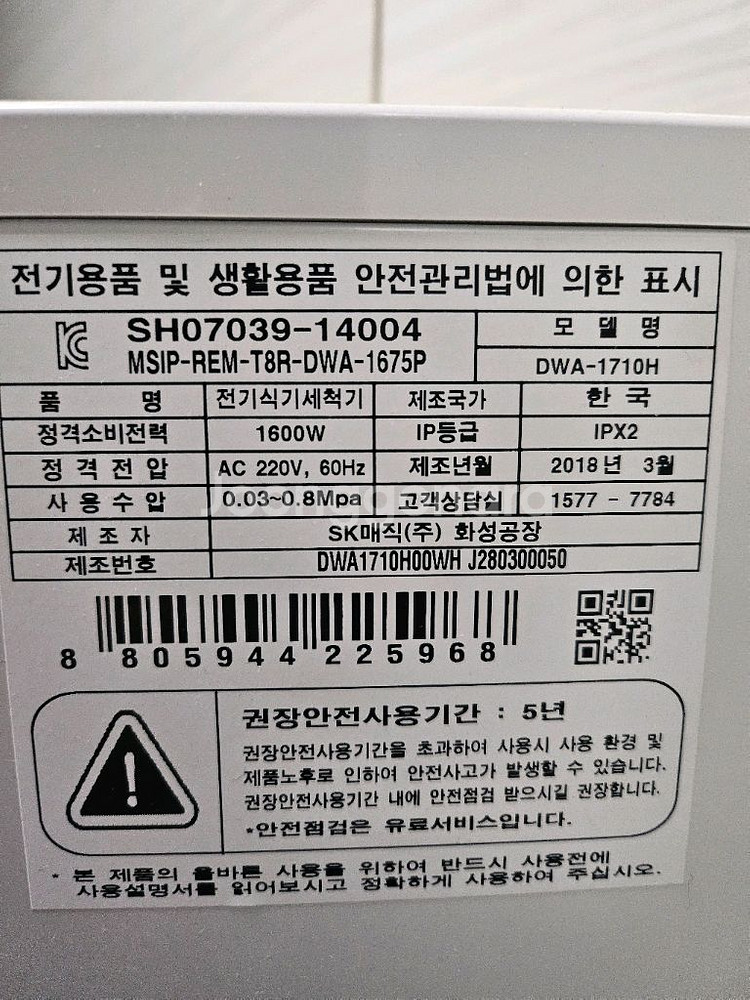 전기용품 및 생활용품 안전관리법에 의한 표시
SH07039-14004
MSIP-REM-T8R-DWA-1675P
모 델 명
DWA-1710H
품 명 전기식기세척기 제조국가 한 국
정격소비전력 1600W IP등급 IPX2
정 격 전 압 AC 220V, 60Hz 제조년월 2018년 3월
사 용 수 압 0.03~0.8Mpa 고객상담실 1577 - 7784
제 조 자 SK매직(주) 화성공장
제조번호 DWA1710H00WH J280300050
8 805944 225968
권장안전사용기간 : 5년
권장안전사용기간을 초과하여 사용시 사용 환경 및
제품노후로 인하여 안전사고가 발생할 수 있습니다.
권장안전사용기간 내에 안전점검 받으시길 권장합니다.
*안전점검은 유료서비스입니다.
* 본 제품의 올바른 사용을 위하여 반드시 사용전에
사용설명서를 읽어보시고 정확하게 사용하여 주십시오.